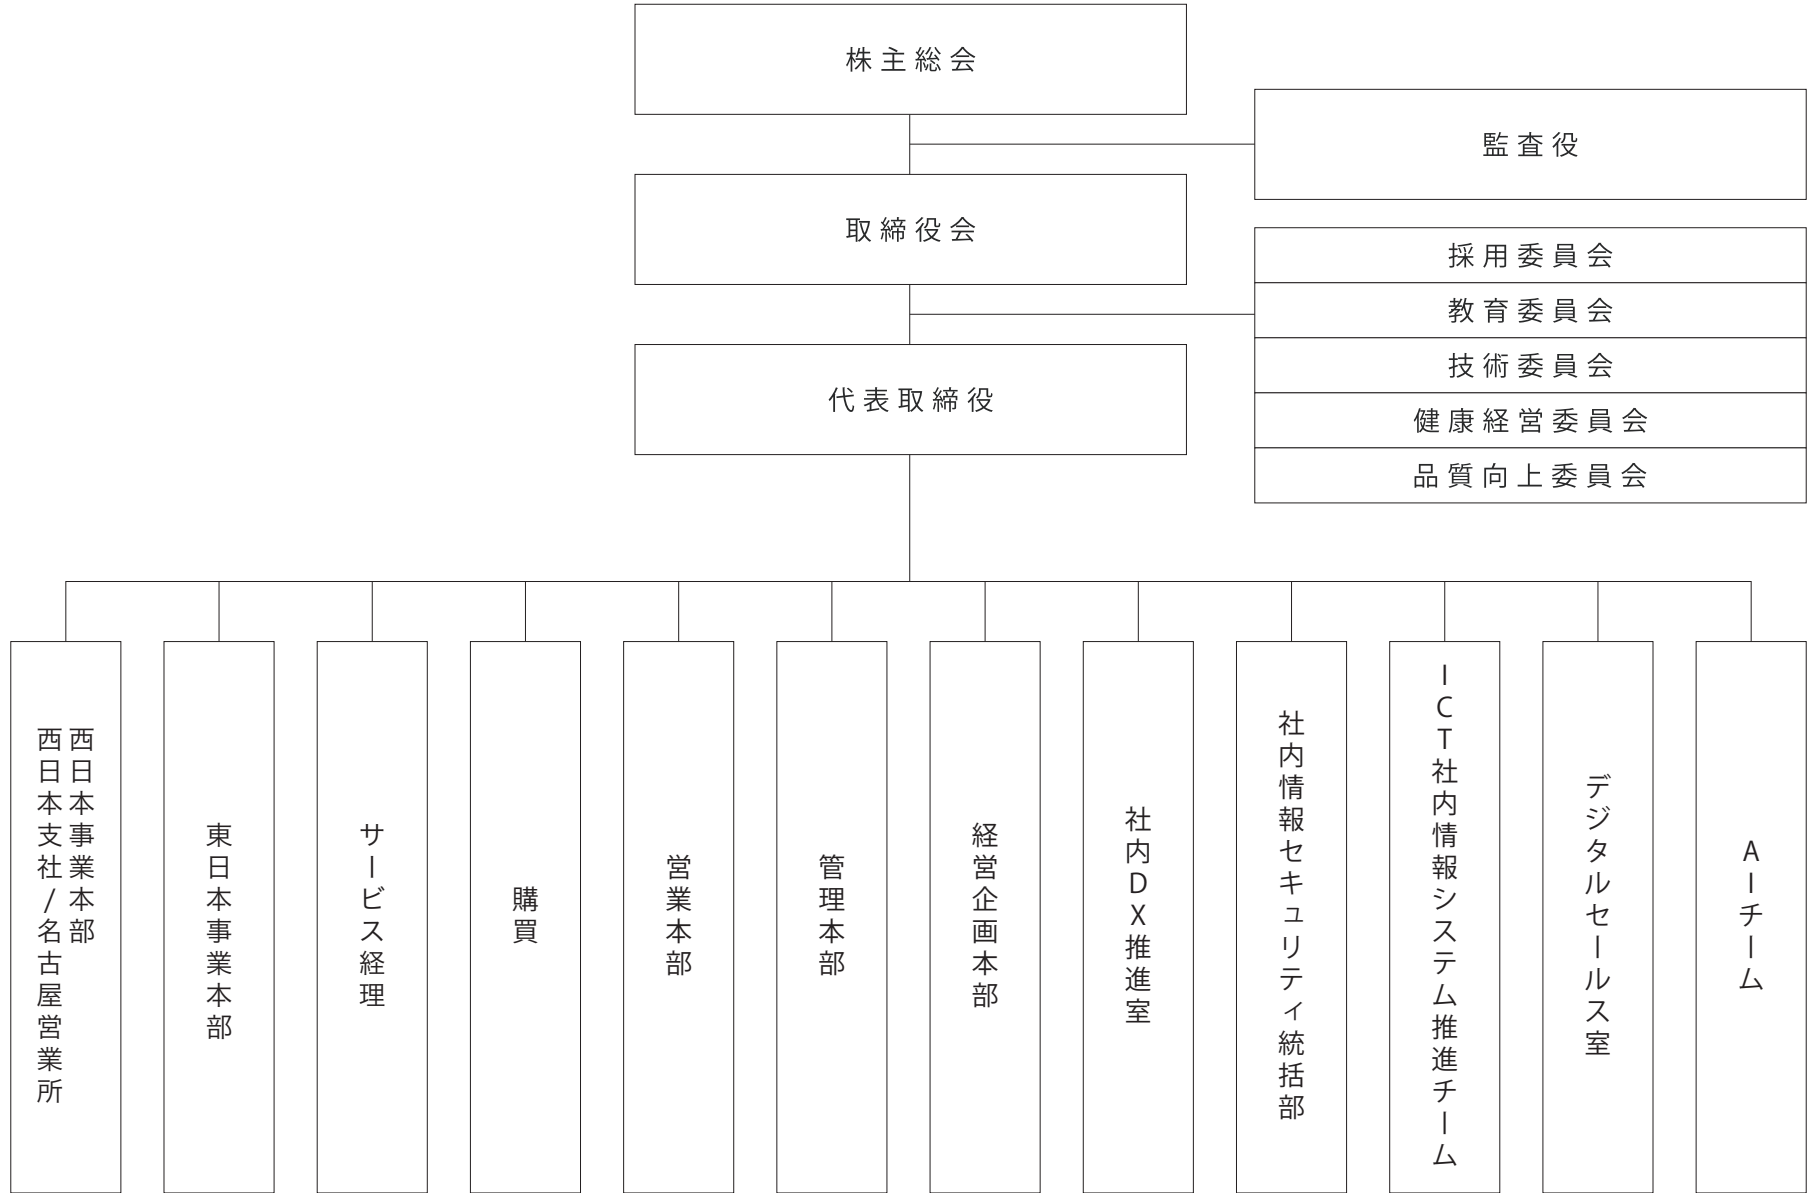 株主総会
監査役
取締役会
採用委員会
教育委員会
技術委員会
健康経営委員会
品質向上委員会
代表取締役
西日本事業本部
西日本支社/名古屋営業所
東日本事業本部
サービス経理
購買
営業本部
管理本部
経営企画本部
社内DX推進室
社内情報セキュリティ統括部
ICT社内情報システム推進チーム
デジタルセールス室
AIチーム